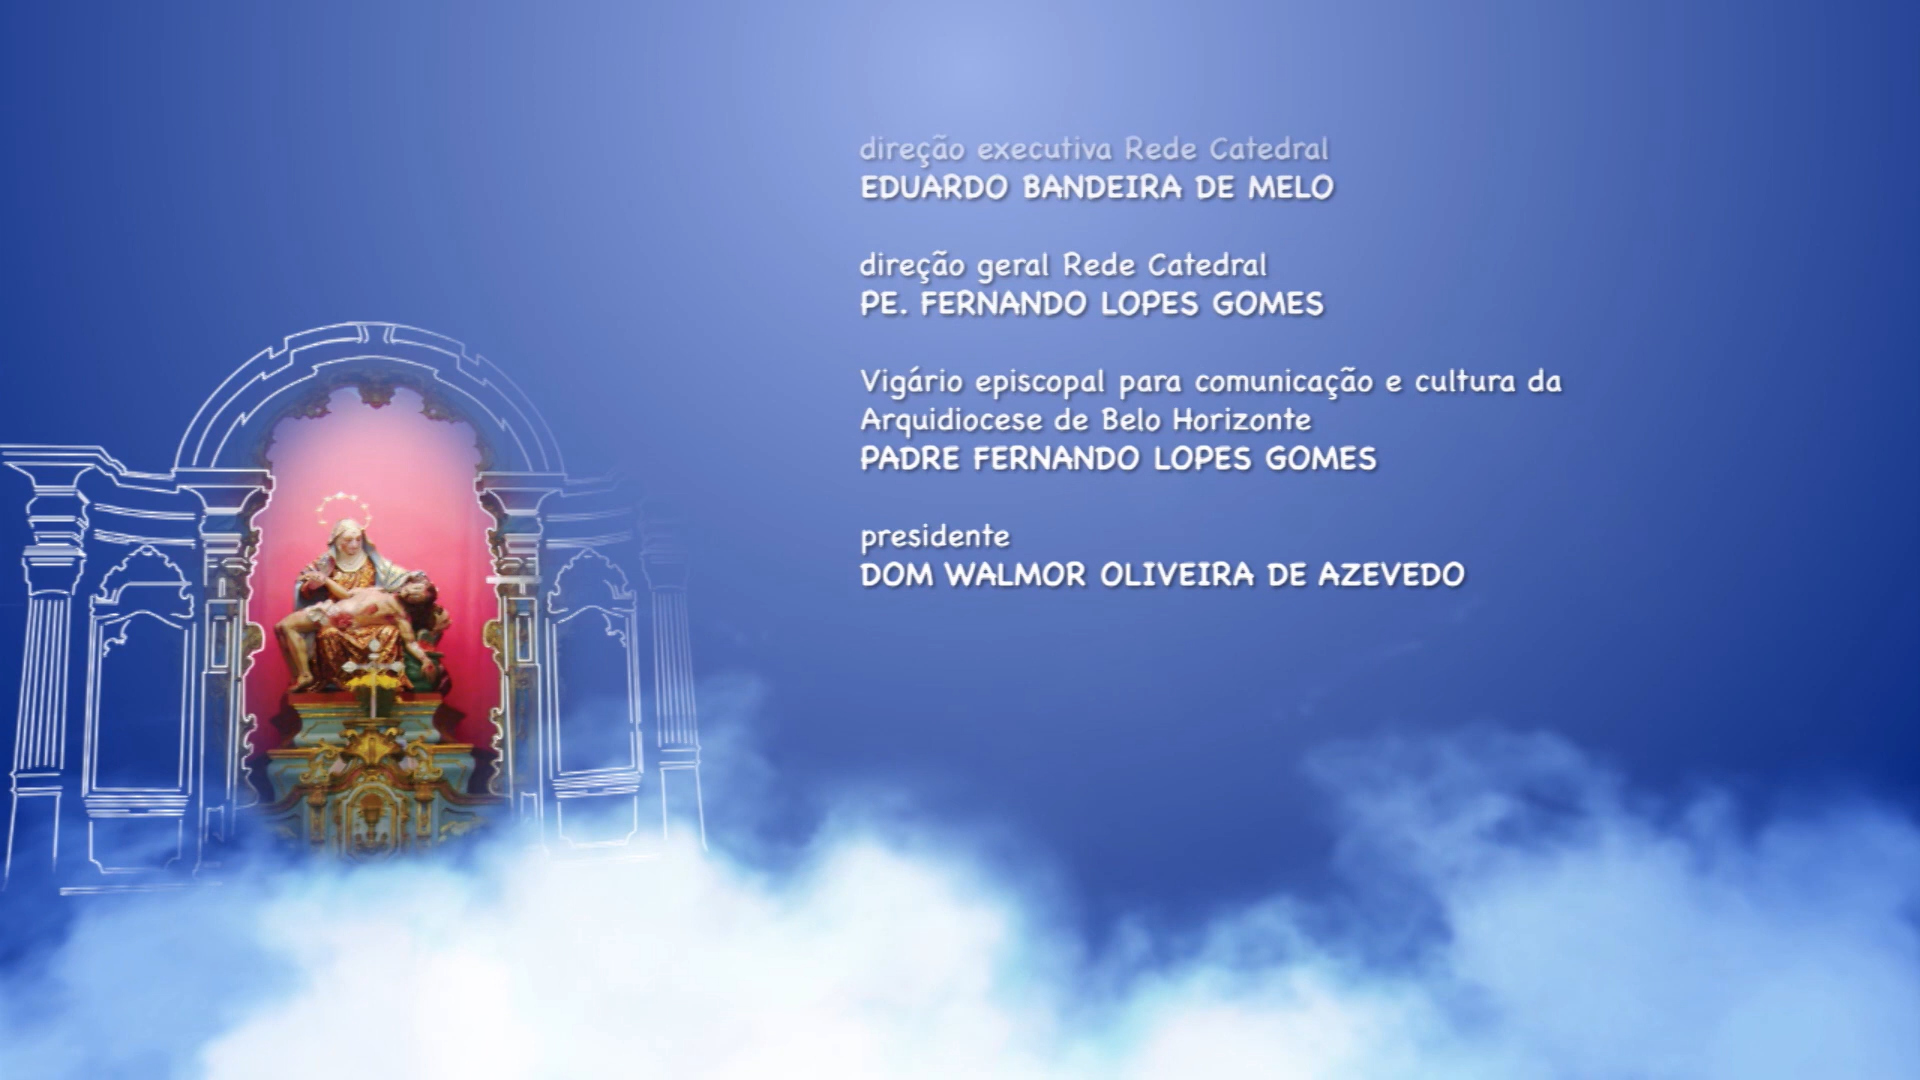 direção executiva Rede Catedral
EDUARDO BANDEIRA DE MELO
direção geral Rede Catedral
PE. FERNANDO LOPES GOMES
Vigário episcopal para comunicação e cultura da
Arquidiocese de Belo Horizonte
PADRE FERNANDO LOPES GOMES
presidente
DOM WALMOR OLIVEIRA DE AZEVEDO